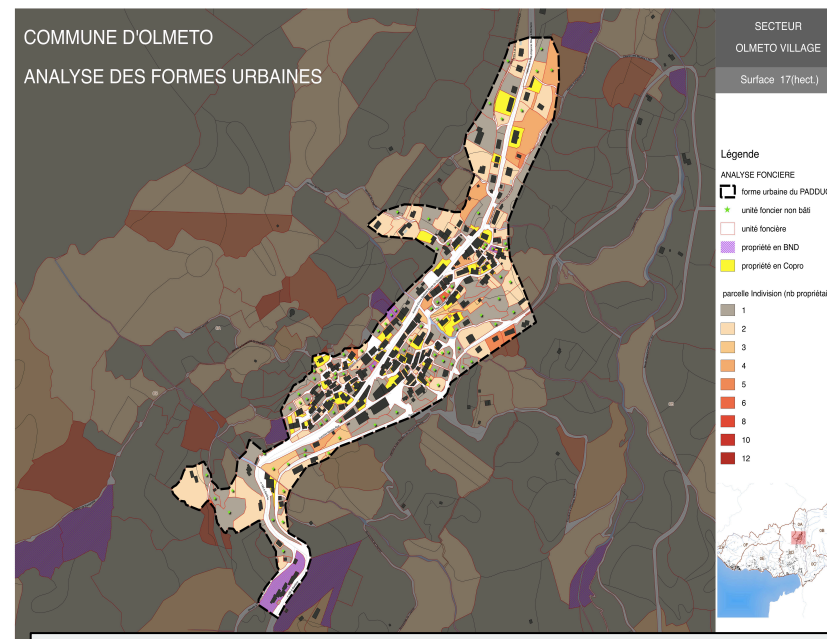 COMMUNE D'OLMETO
ANALYSE DES FORMES URBAINES
SECTEUR
OLMETO VILLAGE
Surface 17(hect.)
Légende
ANALYSE FONCIERE
forme urbaine du PADDUC
unité foncier non bâti
unité foncière
propriété en BND
propriété en Copro
parcelle Indivision (nb propriétai
1
2
3
4
5
6
8
10
12